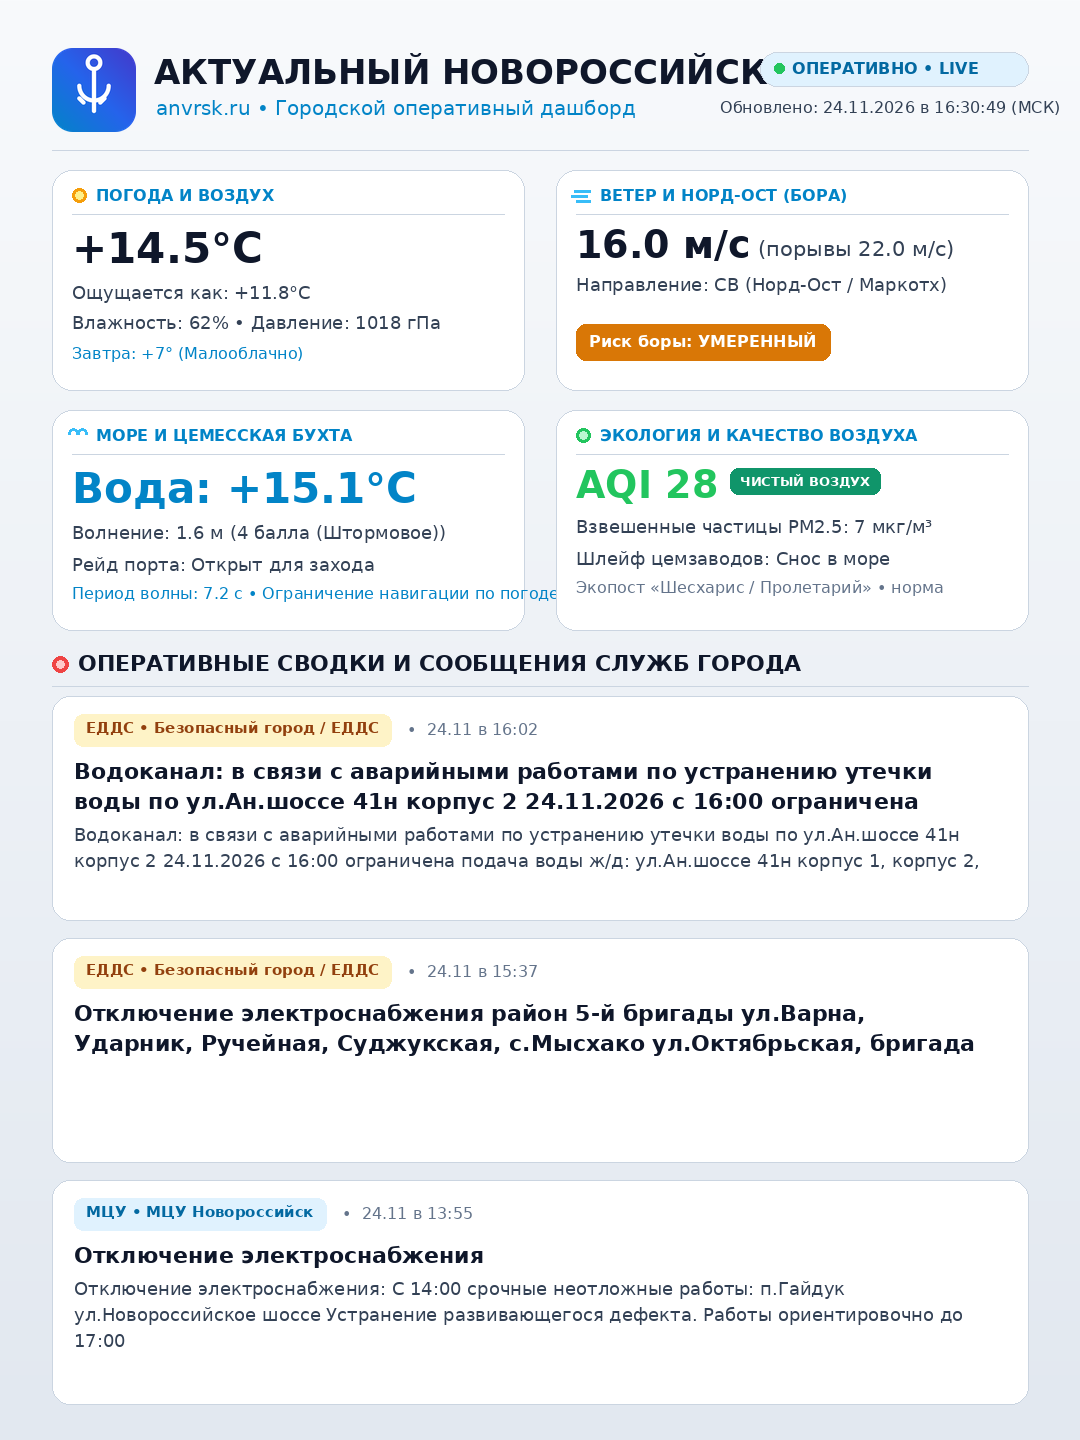 АКТУАЛЬНЫЙ НОВОРОССИЙСК
ОПЕРАТИВНО • LIVE
anvrsk.ru • Городской оперативный дашборд
Обновлено: 24.11.2026 в 16:30:49 (МСК)
ПОГОДА И ВОЗДУХ
+14.5°C
Ощущается как: +11.8°C
Влажность: 62% • Давление: 1018 гПа
Завтра: +7° (Малооблачно)
ВЕТЕР И НОРД-ОСТ (БОРА)
16.0 м/с (порывы 22.0 м/с)
Направление: СВ (Норд-Ост / Маркотх)
Риск боры: УМЕРЕННЫЙ
МОРЕ И ЦЕМЕССКАЯ БУХТА
Вода: +15.1°C
Волнение: 1.6 м (4 балла (Штормовое))
Рейд порта: Открыт для захода
Период волны: 7.2 с • Ограничение навигации по погоде
ЭКОЛОГИЯ И КАЧЕСТВО ВОЗДУХА
AQI 28 ЧИСТЫЙ ВОЗДУХ
Взвешенные частицы PM2.5: 7 мкг/м³
Шлейф цемзаводов: Снос в море
Экопост «Шесхарис / Пролетарий» • норма
ОПЕРАТИВНЫЕ СВОДКИ И СООБЩЕНИЯ СЛУЖБ ГОРОДА
ЕДДС • Безопасный город / ЕДДС • 24.11 в 16:02
Водоканал: в связи с аварийными работами по устранению утечки
воды по ул.Ан.шоссе 41н корпус 2 24.11.2026 с 16:00 ограничена
Водоканал: в связи с аварийными работами по устранению утечки воды по ул.Ан.шоссе 41н
корпус 2 24.11.2026 с 16:00 ограничена подача воды ж/д: ул.Ан.шоссе 41н корпус 1, корпус 2,
ЕДДС • Безопасный город / ЕДДС • 24.11 в 15:37
Отключение электроснабжения район 5-й бригады ул.Варна,
Ударник, Ручейная, Суджукская, с.Мысхако ул.Октябрьская, бригада
МЦУ • МЦУ Новороссийск • 24.11 в 13:55
Отключение электроснабжения
Отключение электроснабжения: С 14:00 срочные неотложные работы: п.Гайдук
ул.Новороссийское шоссе Устранение развивающегося дефекта. Работы ориентировочно до
17:00